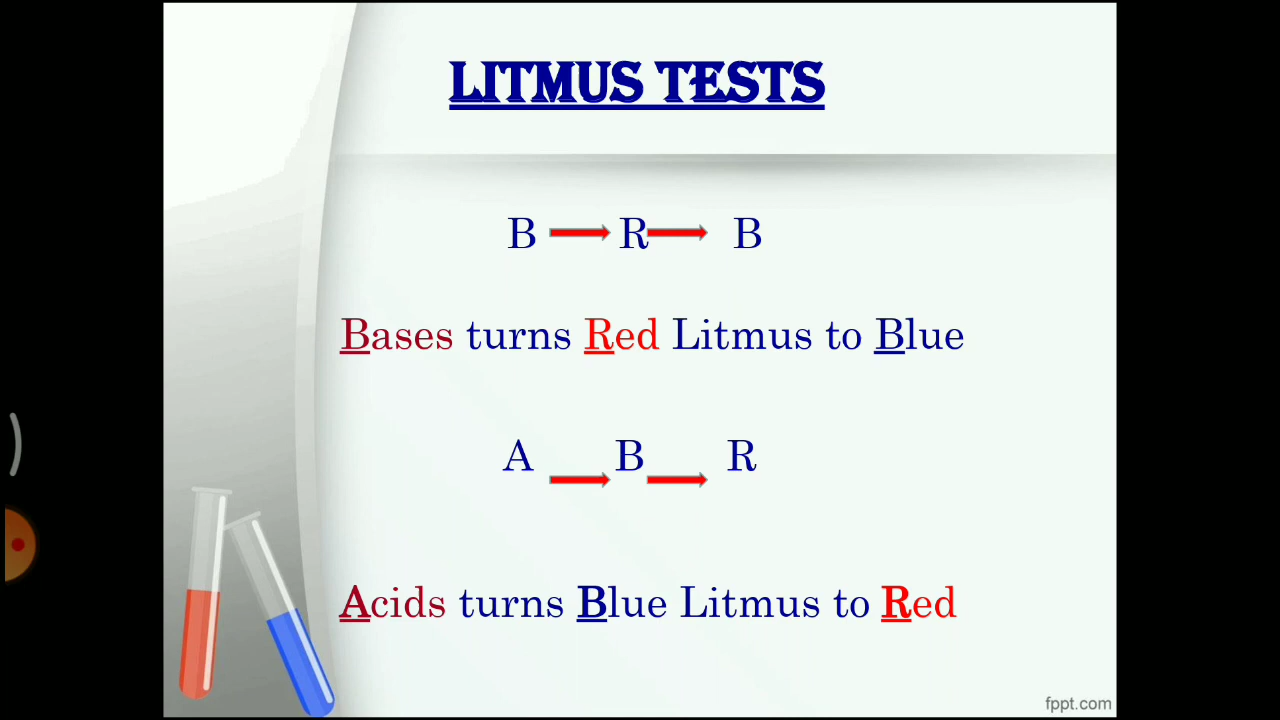 LITMUS TESTS
B R B
Bases turns Red Litmus to Blue
A B R
Acids turns Blue Litmus to Red
fppt.com